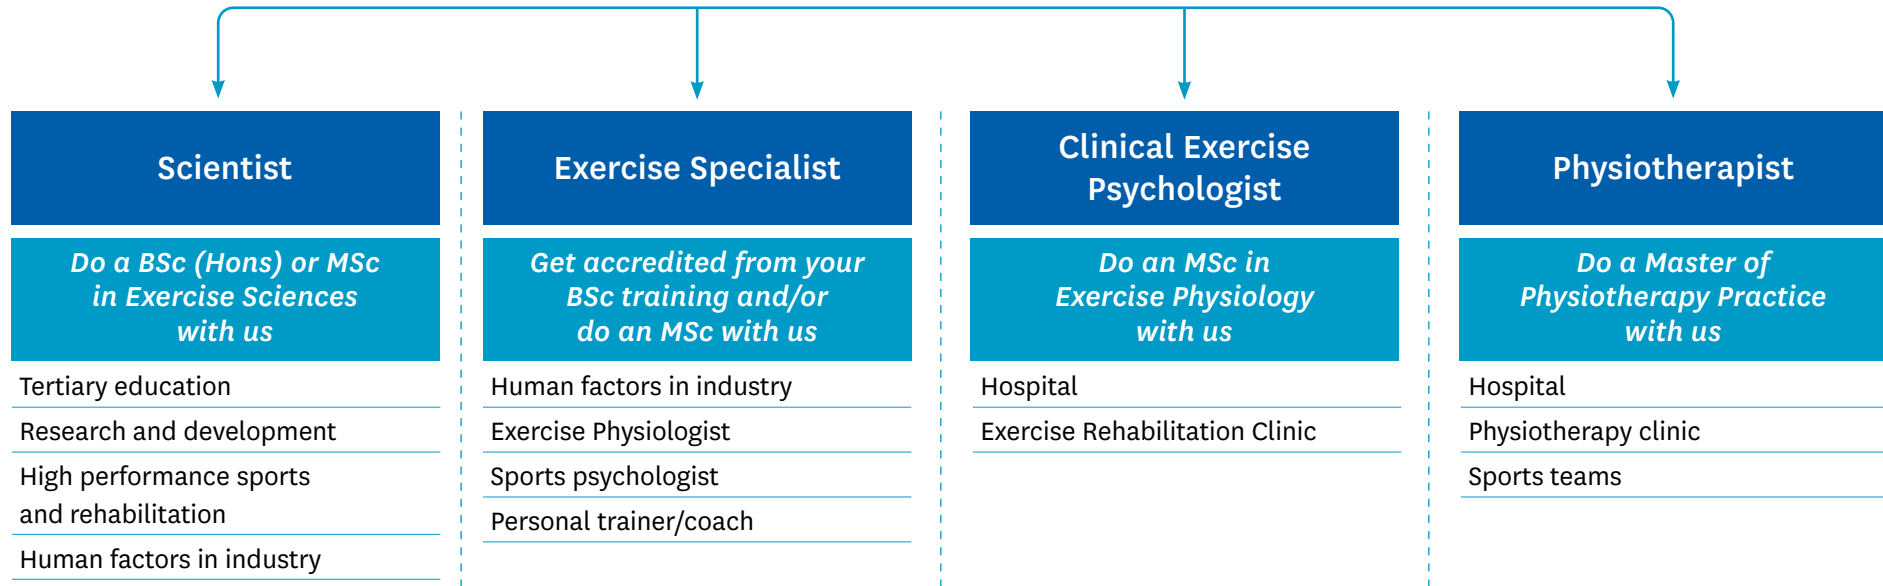 Scientist
Do a BSc (Hons) or MSc
in Exercise Sciences
with us
Tertiary education
Research and development
High performance sports
and rehabilitation
Human factors in industry
Exercise Specialist
Get accredited from your
BSc training and/or
do an MSc with us
Human factors in industry
Exercise Physiologist
Sports psychologist
Personal trainer/coach
Clinical Exercise
Psychologist
Do an MSc in
Exercise Physiology
with us
Hospital
Exercise Rehabilitation Clinic
Physiotherapist
Do a Master of
Physiotherapy Practice
with us
Hospital
Physiotherapy clinic
Sports teams